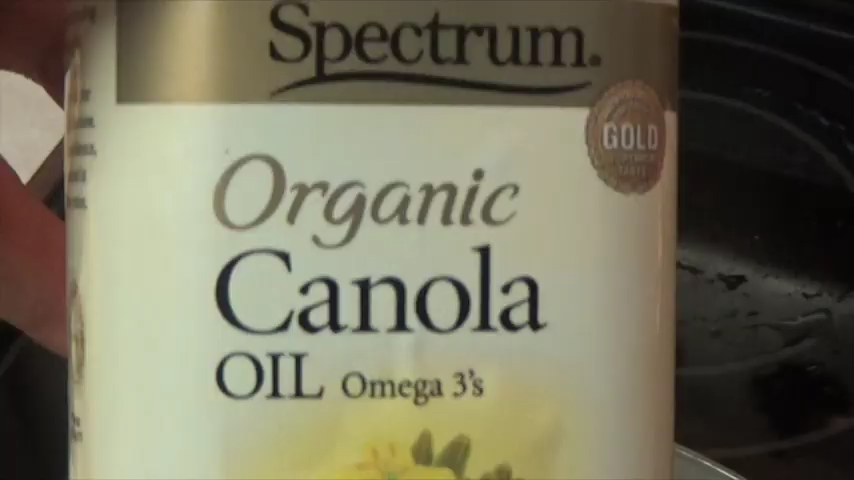 Spectrum.
GOLD
Organic
Canola
OIL Omega 3's